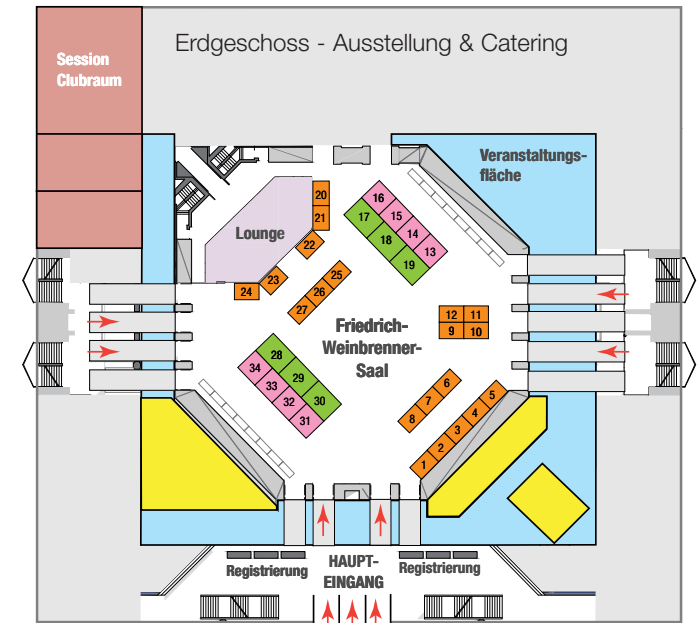 Erdgeschoss - Ausstellung & Catering
Session
Clubraum
Veranstaltungs-
fläche
Lounge
20
21
22
23
24
25
26
27
16
15
14
13
17
18
19
12
11
9
10
Friedrich-
Weinbrenner-
Saal
28
29
30
34
33
32
31
6
7
8
5
4
3
2
1
HAUPT-
EINGANG
Registrierung
Registrierung